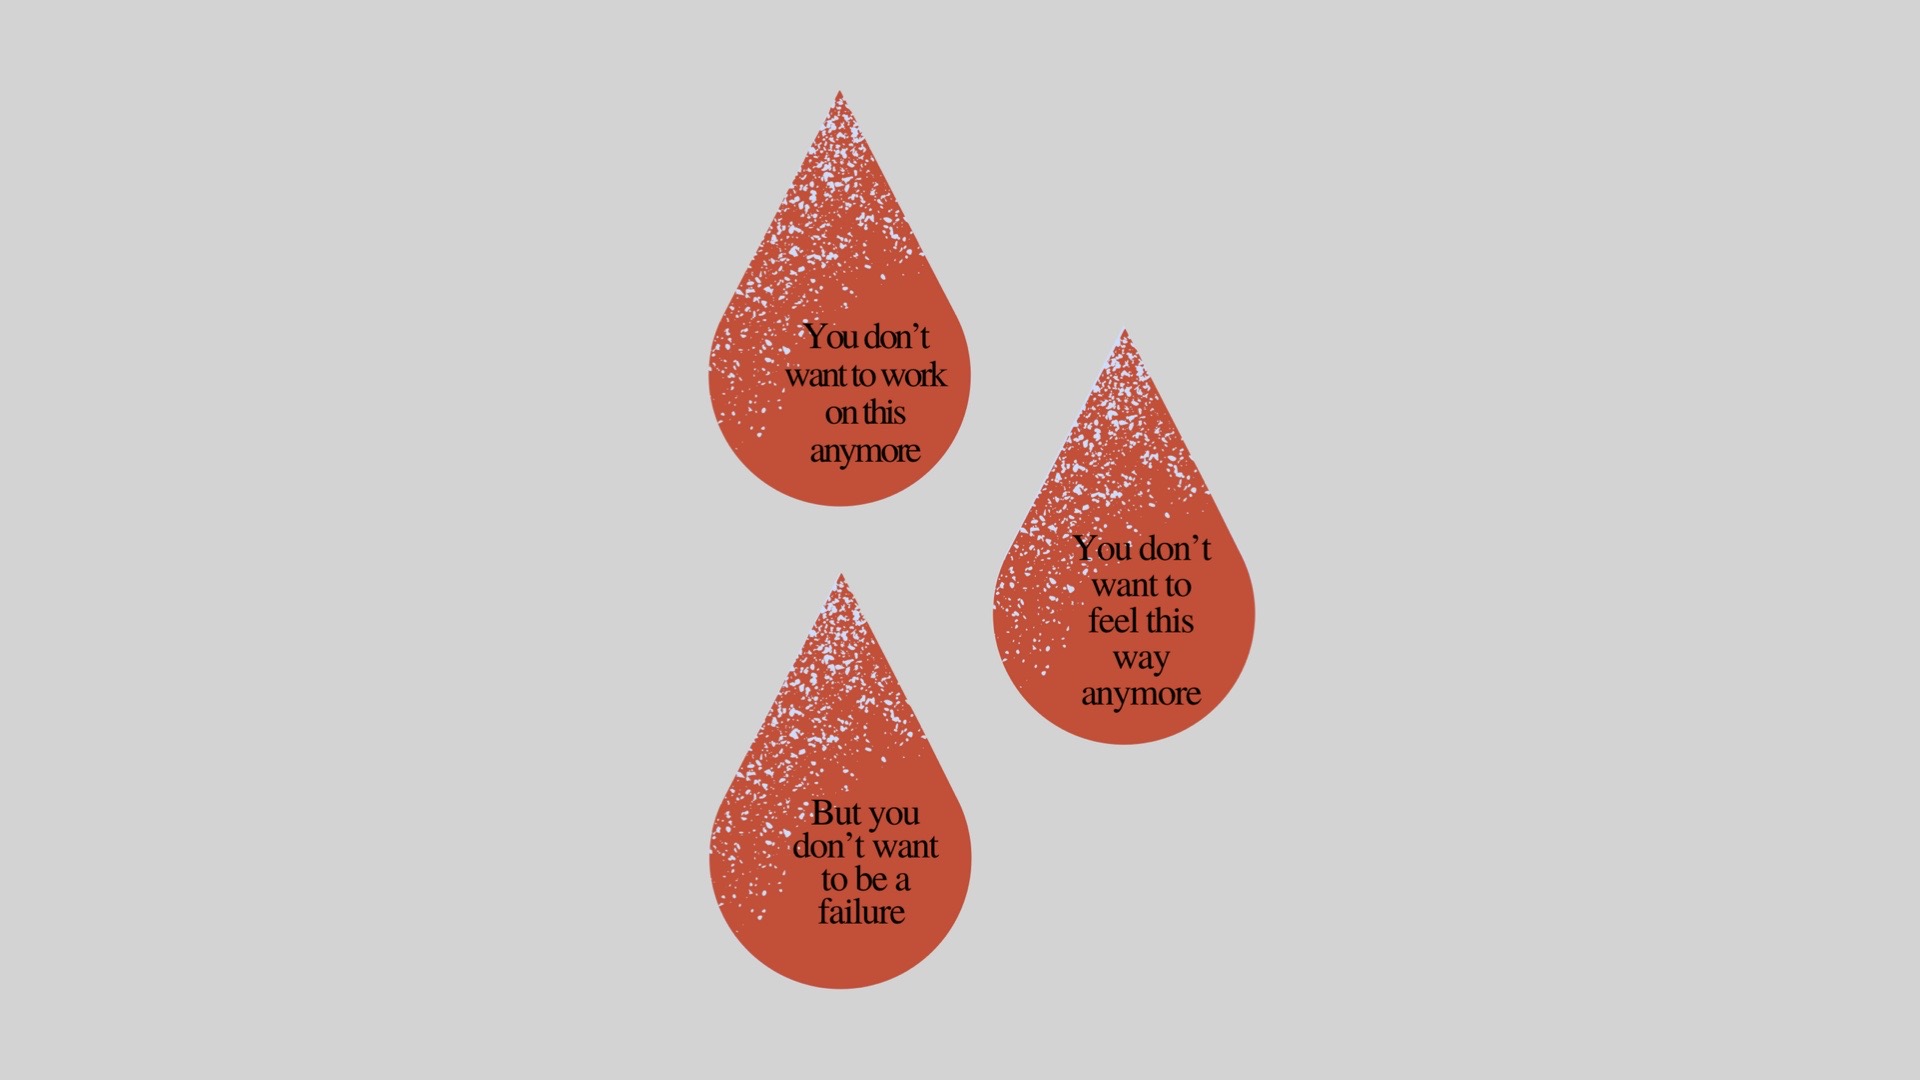 You don’t
want to work
on this
anymore
You don’t
want to
feel this
way
anymore
But you
don’t want
to be a
failure